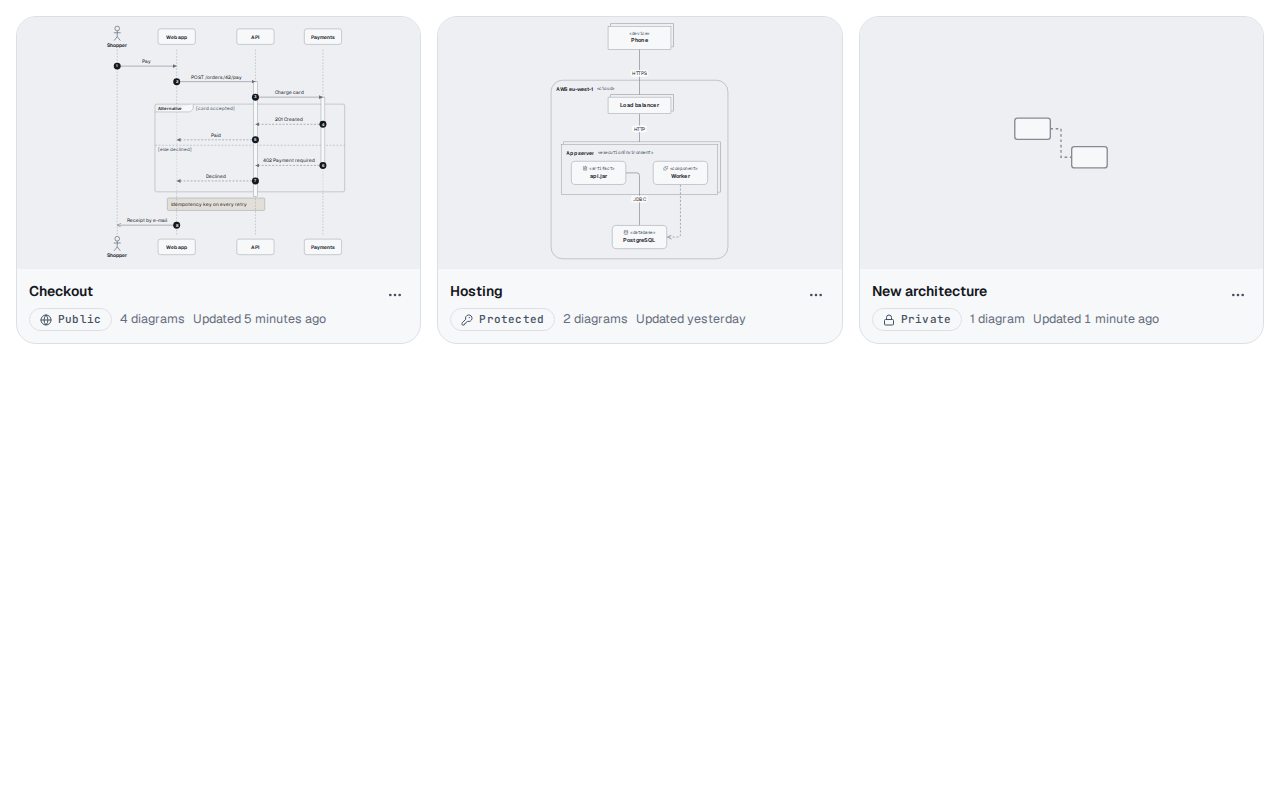 Shopper
Web app
API
Payments
Pay
POST /orders/42/pay
Charge card
Alternative
[card accepted]
201 Created
Paid
[else declined]
402 Payment required
Declined
Idempotency key on every retry
Receipt by e-mail
Shopper
Web app
API
Payments
Checkout
Public
4 diagrams
Updated 5 minutes ago
«device»
Phone
HTTPS
AWS eu-west-1
Load balancer
HTTP
App server
«artifact»
api.jar
«component»
Worker
JDBC
«database»
PostgreSQL
Hosting
Protected
2 diagrams
Updated yesterday
New architecture
Private
1 diagram
Updated 1 minute ago